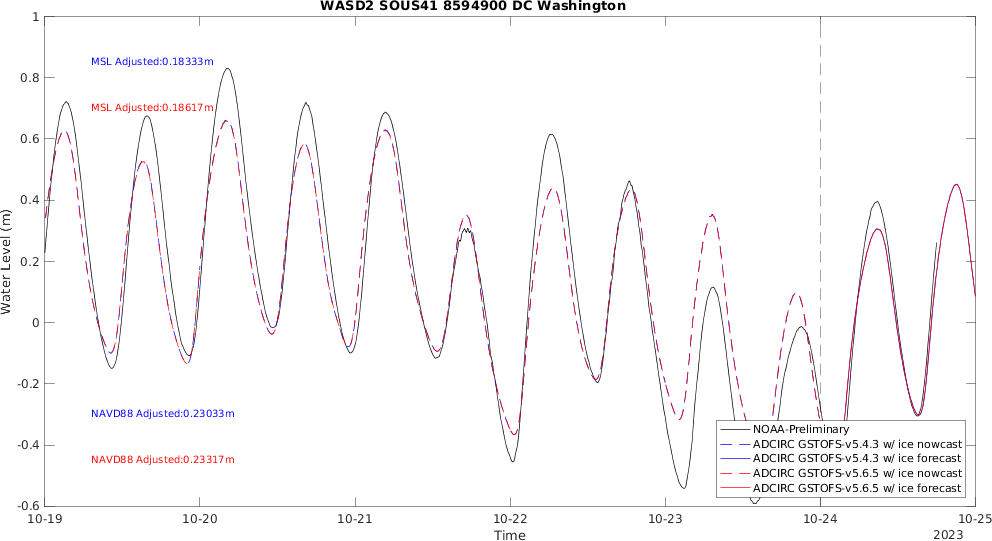 WASD2 SOUS41 8594900 DC Washington
1
0.8
0.6
0.4
0.2
0
-0.2
-0.4
-0.6
Water Level (m)
MSL Adjusted:0.18333m
MSL Adjusted:0.18617m
NAVD88 Adjusted:0.23033m
NAVD88 Adjusted:0.23317m
NOAA-Preliminary
ADCIRC GSTOFS-v5.4.3 w/ ice nowcast
ADCIRC GSTOFS-v5.4.3 w/ ice forecast
ADCIRC GSTOFS-v5.6.5 w/ ice nowcast
ADCIRC GSTOFS-v5.6.5 w/ ice forecast
10-19 10-20 10-21 10-22 10-23 10-24 10-25
Time
2023